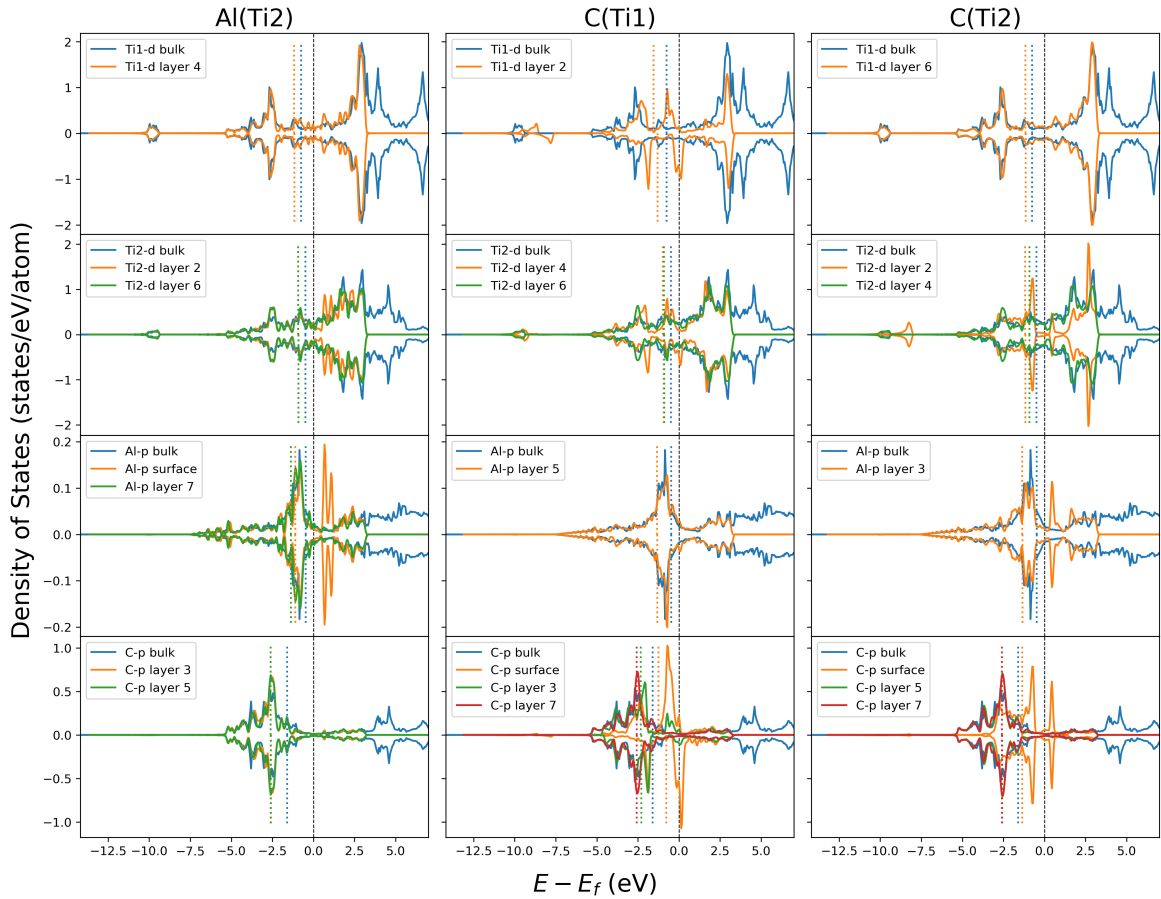 Al(Ti2)
C(Ti1)
C(Ti2)
Density of States (states/eV/atom)
2
1
0
−1
−2
Ti1-d bulk
Ti1-d layer 4
Ti1-d bulk
Ti1-d layer 2
Ti1-d bulk
Ti1-d layer 6
2
1
0
−1
−2
Ti2-d bulk
Ti2-d layer 2
Ti2-d layer 6
Ti2-d bulk
Ti2-d layer 4
Ti2-d layer 6
Ti2-d bulk
Ti2-d layer 2
Ti2-d layer 4
0.2
0.1
0.0
−0.1
−0.2
Al-p bulk
Al-p surface
Al-p layer 7
Al-p bulk
Al-p layer 5
Al-p bulk
Al-p layer 3
1.0
0.5
0.0
−0.5
−1.0
C-p bulk
C-p layer 3
C-p layer 5
C-p bulk
C-p surface
C-p layer 3
C-p layer 7
C-p bulk
C-p surface
C-p layer 5
C-p layer 7
−12.5 −10.0 −7.5 −5.0 −2.5 0.0 2.5 5.0
−12.5 −10.0 −7.5 −5.0 −2.5 0.0 2.5 5.0
−12.5 −10.0 −7.5 −5.0 −2.5 0.0 2.5 5.0
E − E_f (eV)